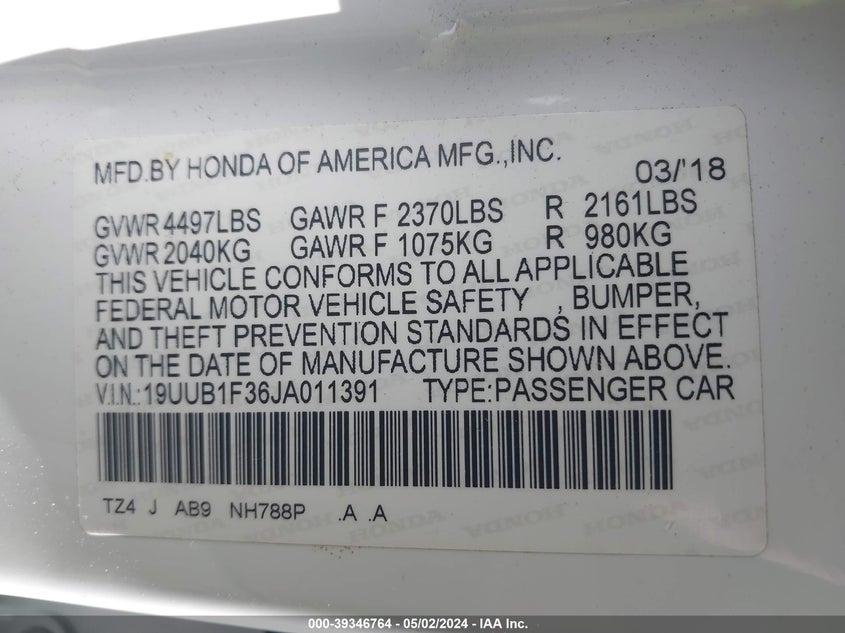 MFD.BY HONDA OF AMERICA MFG.,INC. 03/'18
GVWR 4497LBS GAWR F 2370LBS R 2161LBS
GVWR 2040KG GAWR F 1075KG R 980KG
THIS VEHICLE CONFORMS TO ALL APPLICABLE
FEDERAL MOTOR VEHICLE SAFETY , BUMPER,
AND THEFT PREVENTION STANDARDS IN EFFECT
ON THE DATE OF MANUFACTURE SHOWN ABOVE.
V.I.N.:19UUB1F36JA011391 TYPE:PASSENGER CAR
TZ4 J AB9 NH788P .A .A
000-39346764 - 05/02/2024 - IAA Inc.